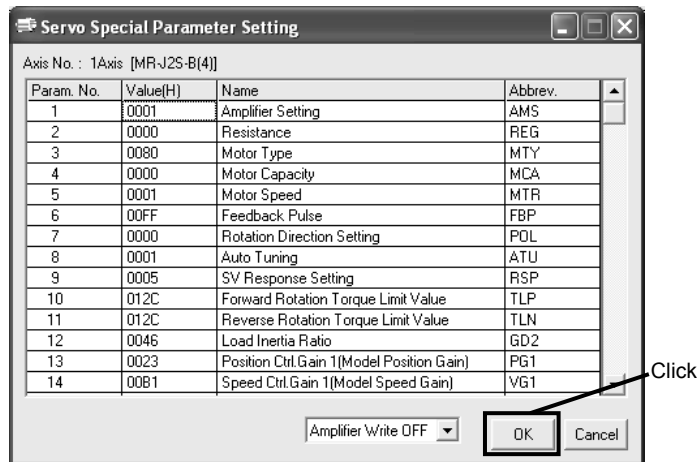 Servo Special Parameter Setting
Axis No. : 1Axis [MR-J2S-B(4)]
Param. No. Value(H) Name Abbrev.
1 0001 Amplifier Setting AMS
2 0000 Resistance REG
3 0080 Motor Type MTY
4 0000 Motor Capacity MCA
5 0001 Motor Speed MTR
6 00FF Feedback Pulse FBP
7 0000 Rotation Direction Setting POL
8 0001 Auto Tuning ATU
9 0005 SV Response Setting RSP
10 012C Forward Rotation Torque Limit Value TLP
11 012C Reverse Rotation Torque Limit Value TLN
12 0046 Load Inertia Ratio GD2
13 0023 Position Ctrl.Gain 1(Model Position Gain) PG1
14 00B1 Speed Ctrl.Gain 1(Model Speed Gain) VG1
Click
Amplifier Write OFF OK Cancel